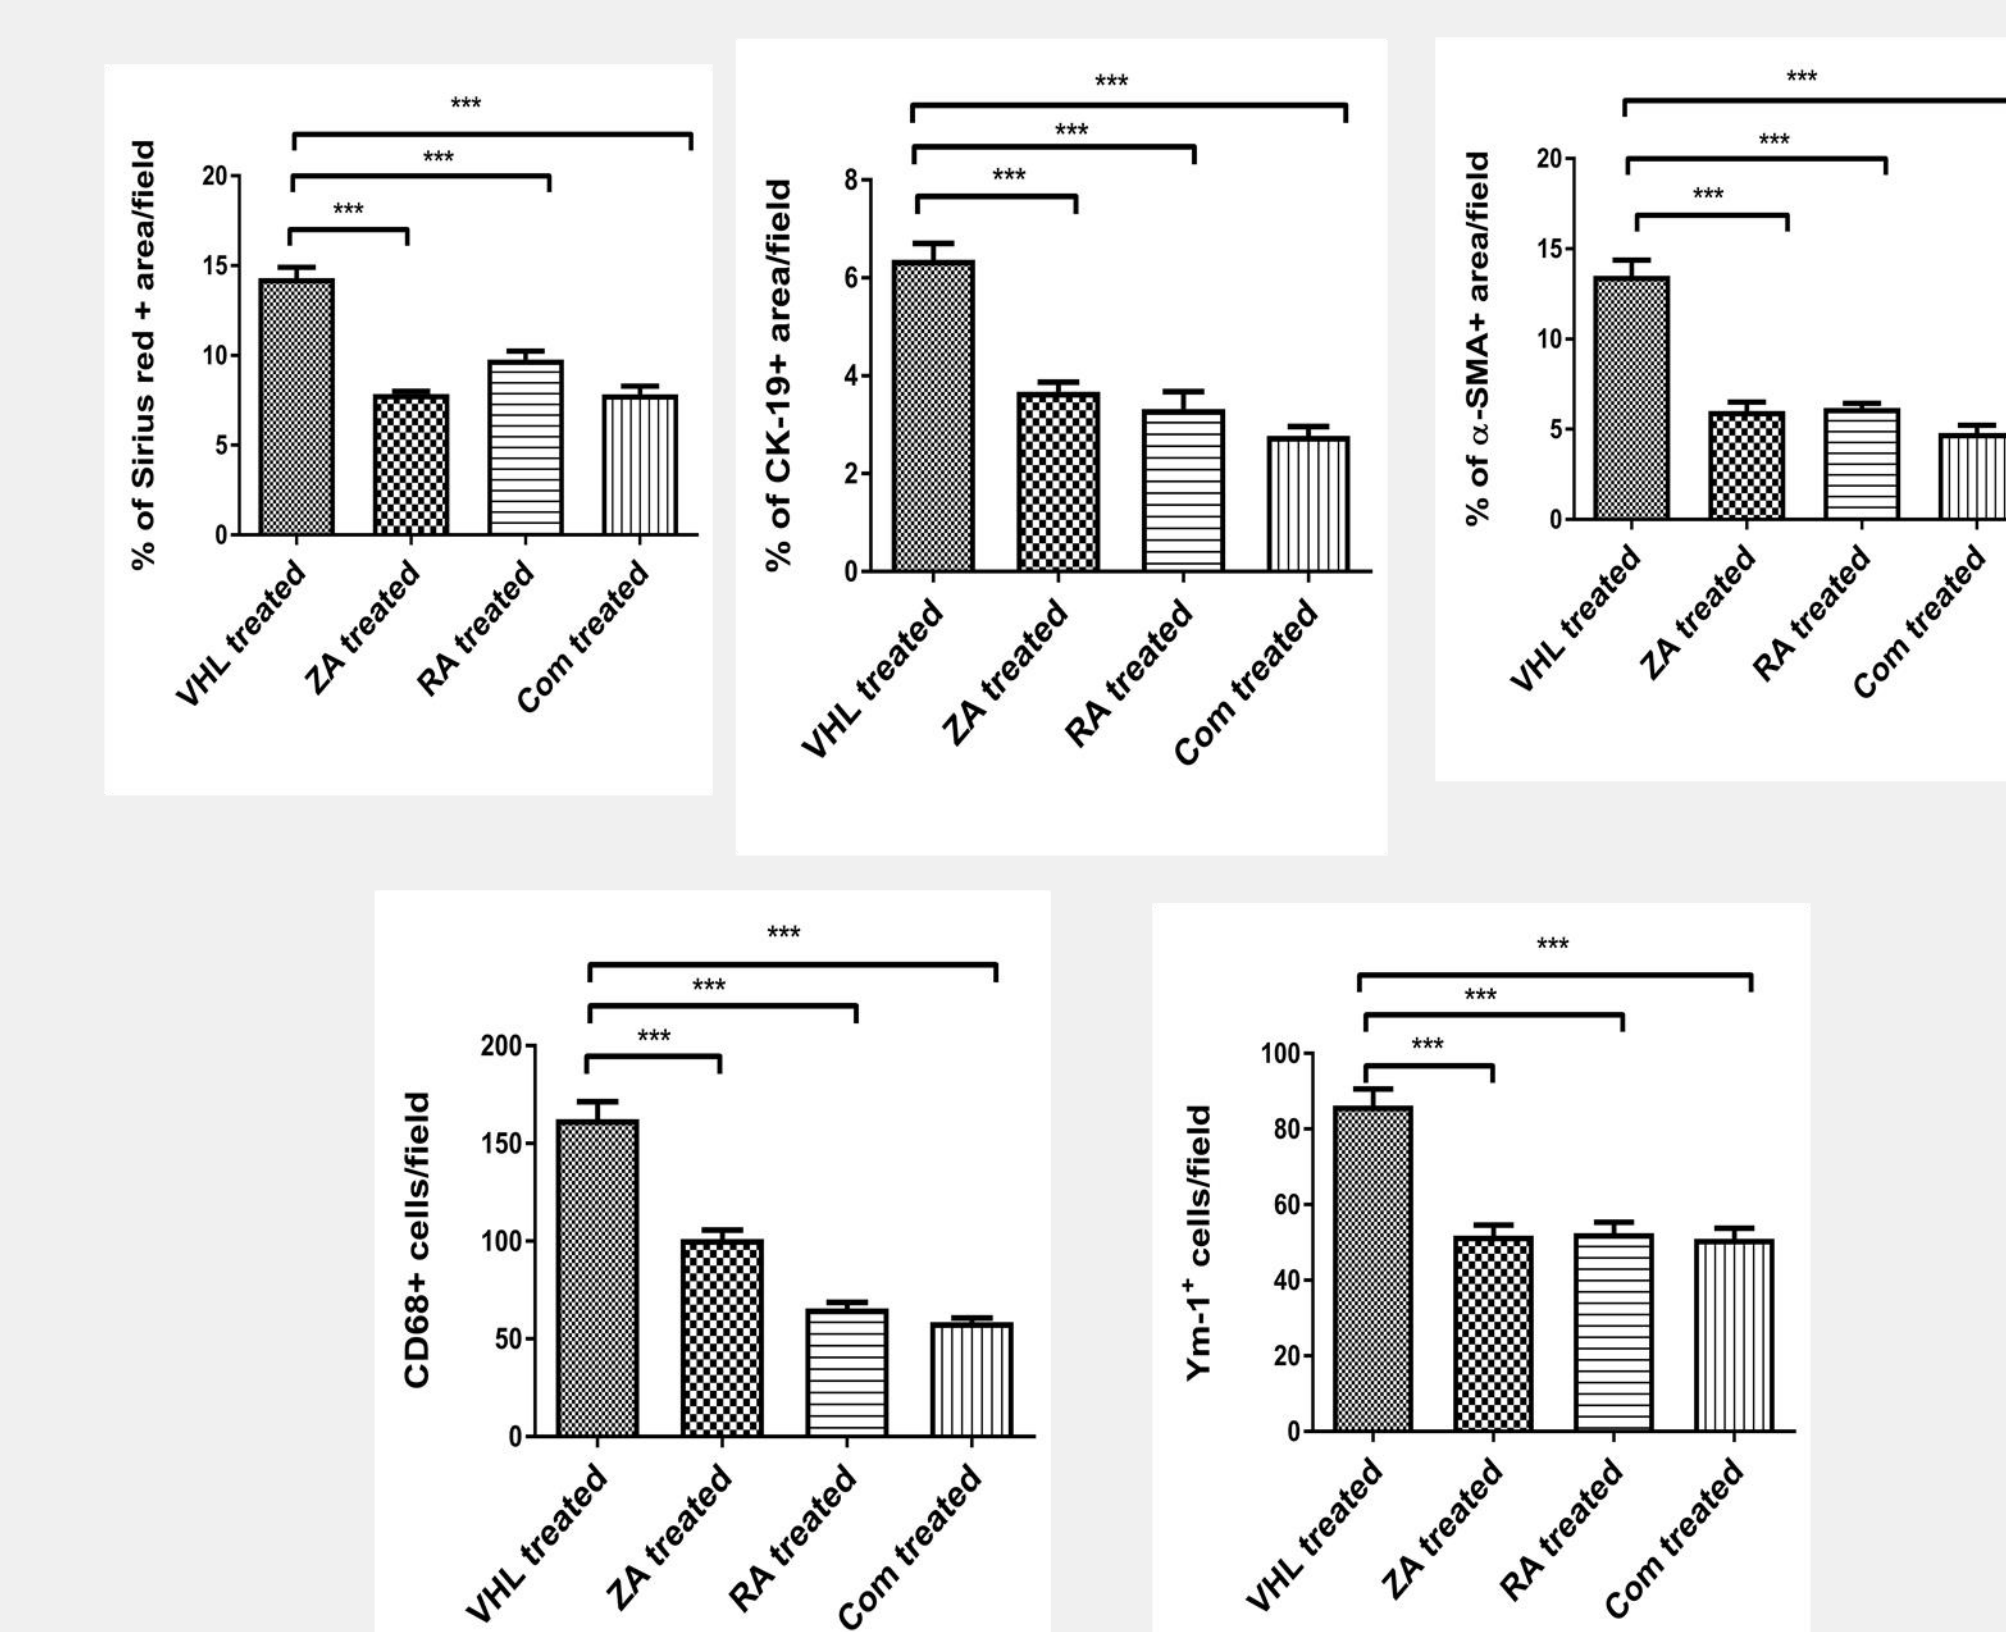 ***
***
***
% of Sirius red + area/field
20
15
10
5
0
VHL treated
ZA treated
RA treated
Com treated
***
***
***
% of CK-19+ area/field
8
6
4
2
0
VHL treated
ZA treated
RA treated
Com treated
***
***
***
% of α-SMA+ area/field
20
15
10
5
0
VHL treated
ZA treated
RA treated
Com treated
***
***
***
CD68+ cells/field
200
150
100
50
0
VHL treated
ZA treated
RA treated
Com treated
***
***
***
Ym-1⁺ cells/field
100
80
60
40
20
0
VHL treated
ZA treated
RA treated
Com treated